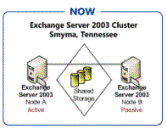 NOW
Exchange Server 2003 Cluster
Smyrna, Tennessee
Exchange
Server 2003
Node A
Active
Shared
Storage
Exchange
Server 2003
Node B
Passive